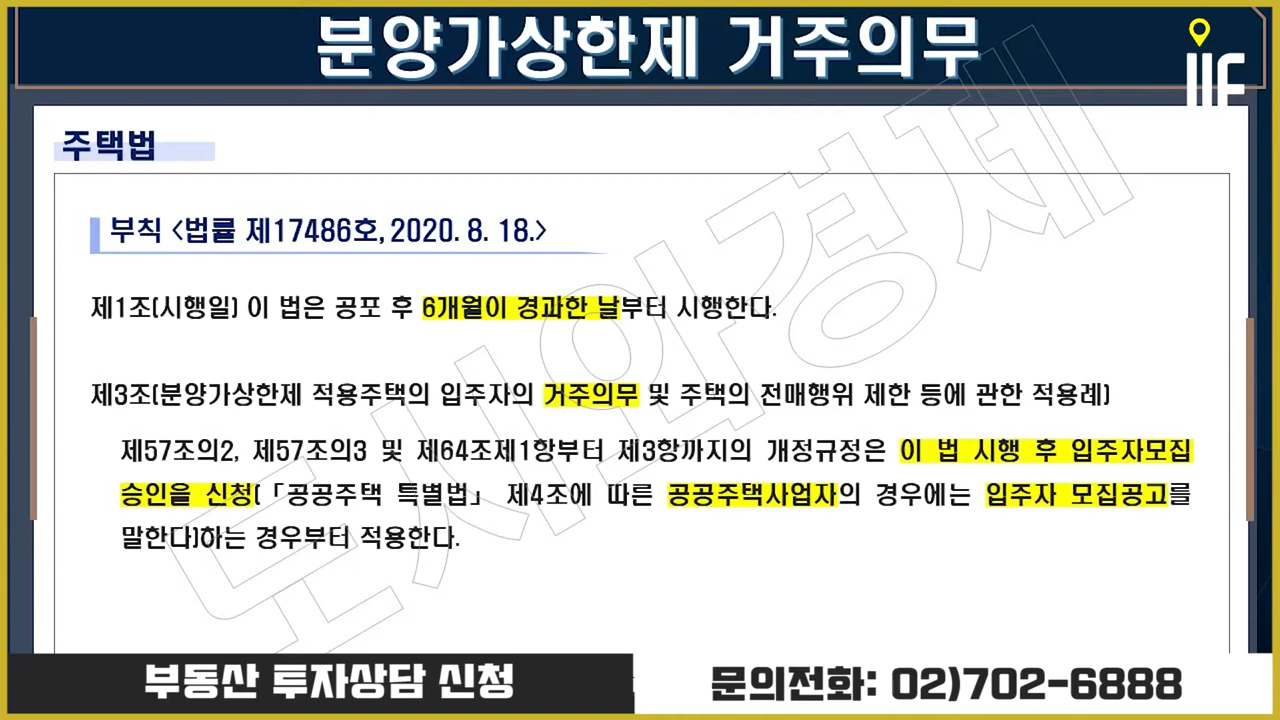 분양가상한제 거주의무
IIF
주택법
부칙 <법률 제17486호, 2020. 8. 18.>
제1조(시행일) 이 법은 공포 후 6개월이 경과한 날부터 시행한다.
제3조(분양가상한제 적용주택의 입주자의 거주의무 및 주택의 전매행위 제한 등에 관한 적용례)
제57조의2, 제57조의3 및 제64조제1항부터 제3항까지의 개정규정은 이 법 시행 후 입주자모집
승인을 신청(「공공주택 특별법」 제4조에 따른 공공주택사업자의 경우에는 입주자 모집공고를
말한다)하는 경우부터 적용한다.
도시와경제
부동산 투자상담 신청
문의전화: 02)702-6888